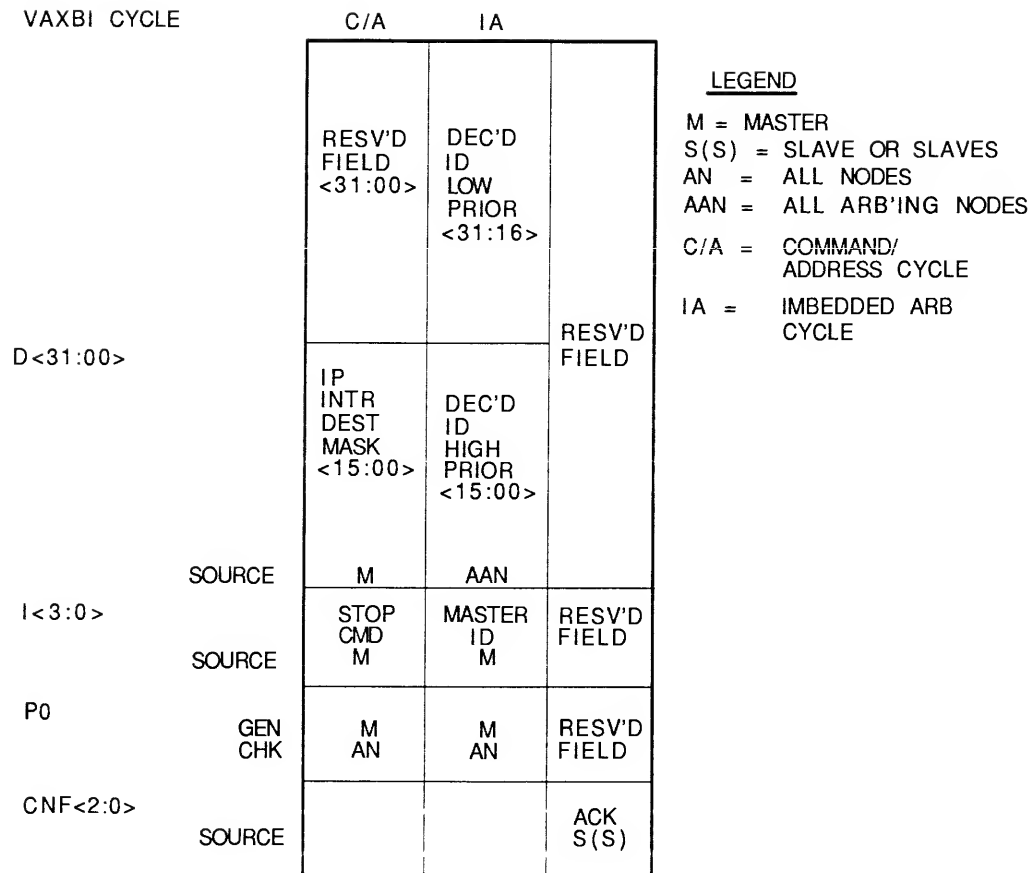 VAXBI CYCLE C/A IA
LEGEND
M = MASTER
S(S) = SLAVE OR SLAVES
AN = ALL NODES
AAN = ALL ARB'ING NODES
C/A = COMMAND/
ADDRESS CYCLE
IA = IMBEDDED ARB
CYCLE
RESV'D
FIELD
<31:00>
DEC'D
ID
LOW
PRIOR
<31:16>
RESV'D
FIELD
D<31:00>
IP
INTR
DEST
MASK
<15:00>
DEC'D
ID
HIGH
PRIOR
<15:00>
SOURCE M AAN
I<3:0>
STOP
CMD
MASTER
ID
RESV'D
FIELD
SOURCE M M
P0
GEN M M RESV'D
CHK AN AN FIELD
CNF<2:0>
ACK
SOURCE S(S)